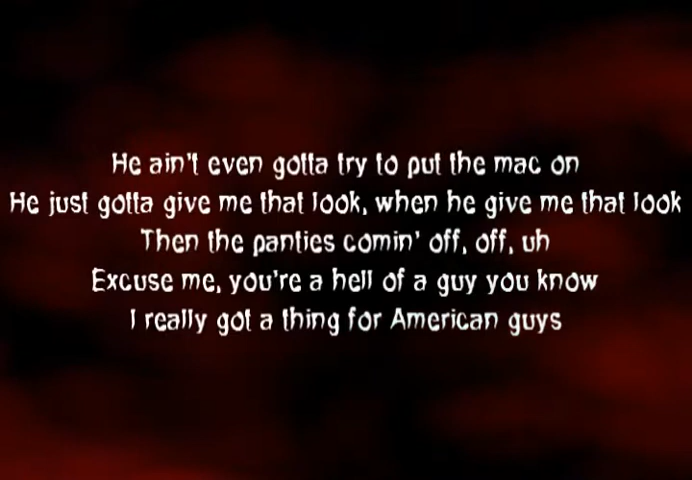 He ain't even gotta try to put the mac on
He just gotta give me that look, when he give me that look
Then the panties comin' off, off, uh
Excuse me, you're a hell of a guy you know
I really got a thing for American guys